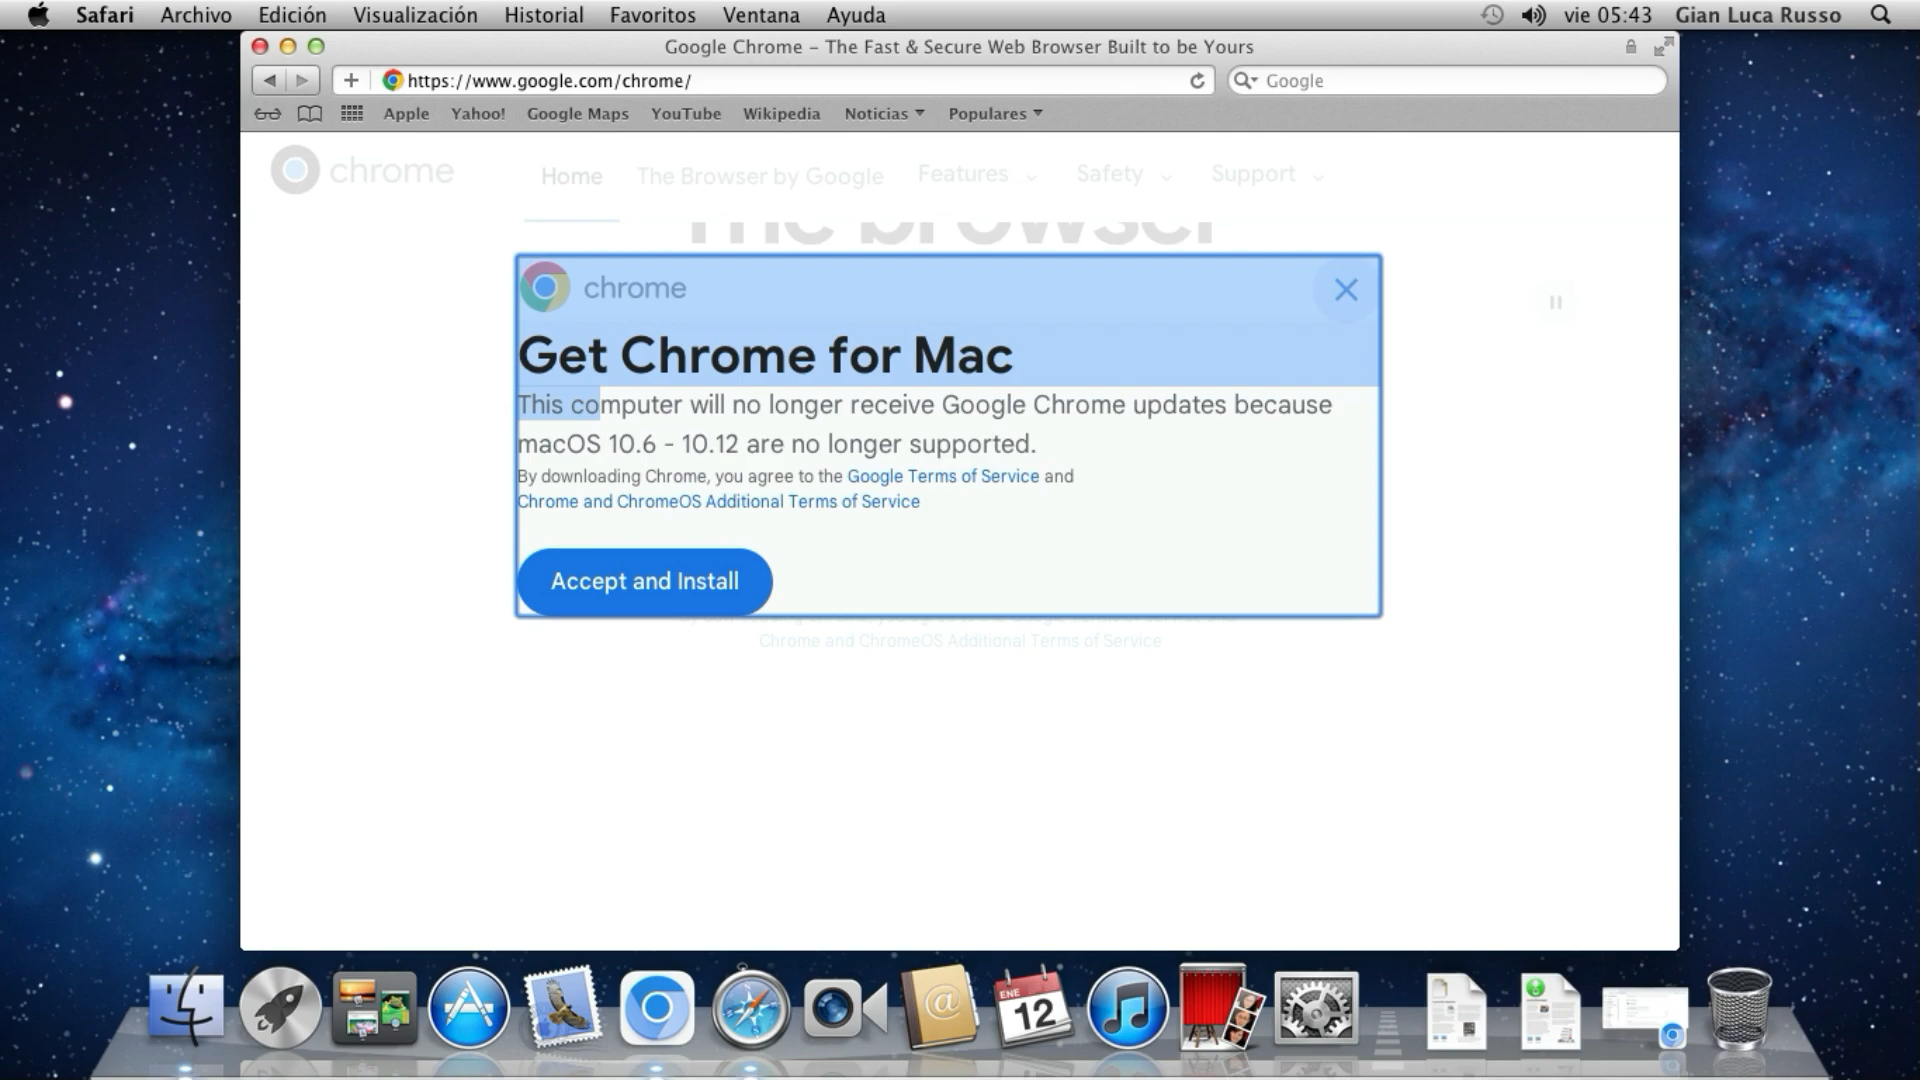 Safari Archivo Edición Visualización Historial Favoritos Ventana Ayuda vie 05:43 Gian Luca Russo
Google Chrome – The Fast & Secure Web Browser Built to be Yours
https://www.google.com/chrome/ Google
Apple Yahoo! Google Maps YouTube Wikipedia Noticias Populares
chrome Home The Browser by Google Features Safety Support
The browser
chrome
Get Chrome for Mac
This computer will no longer receive Google Chrome updates because
macOS 10.6 - 10.12 are no longer supported.
By downloading Chrome, you agree to the Google Terms of Service and
Chrome and ChromeOS Additional Terms of Service
Accept and Install
Chrome and ChromeOS Additional Terms of Service
ENE
12